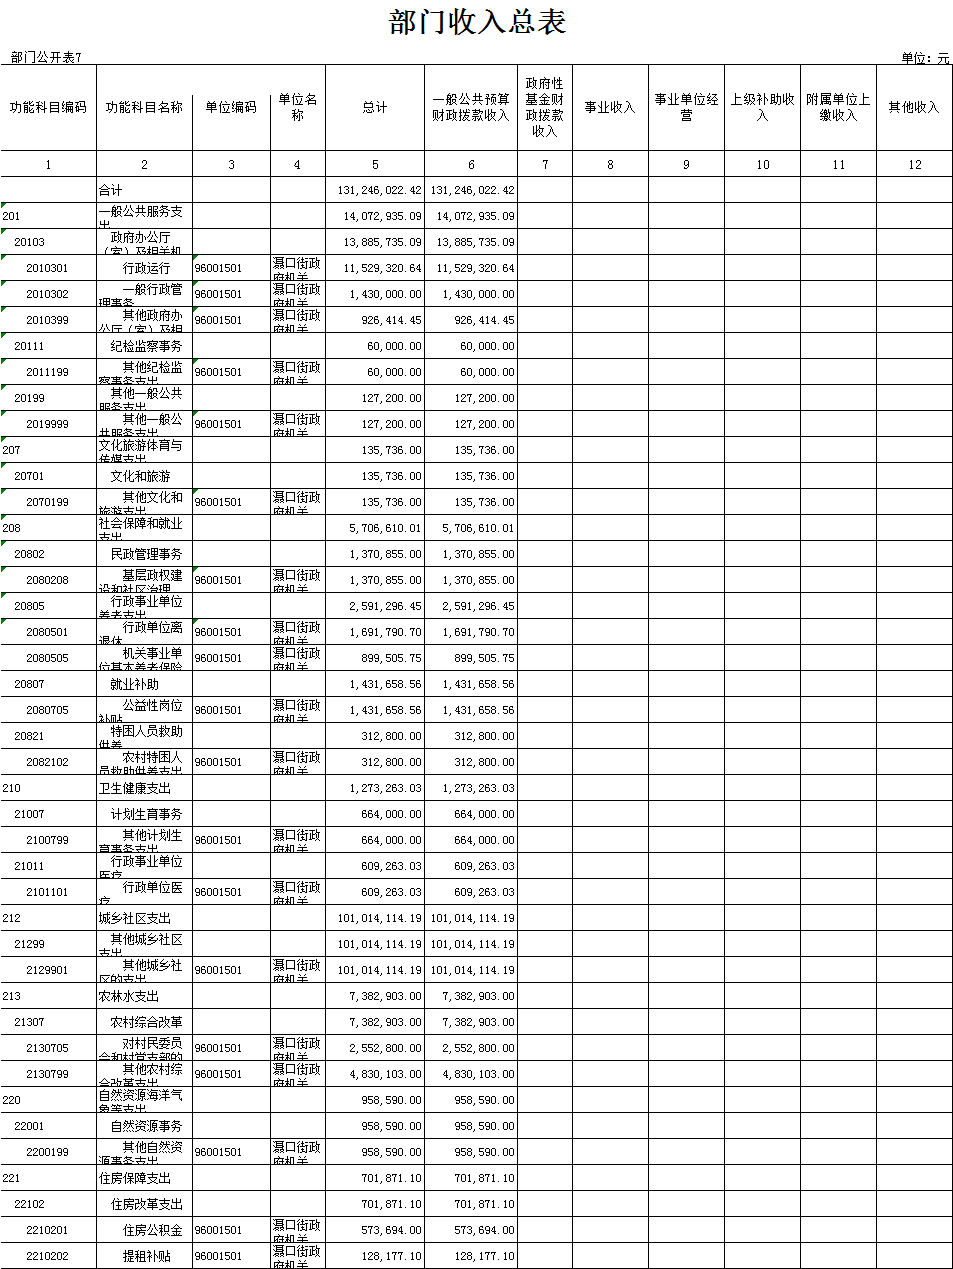 部门收入总表
部门公开表7 单位：元
功能科目编码 功能科目名称 单位编码 单位名称 总计 一般公共预算财政拨款收入 政府性基金财政拨款收入 事业收入 事业单位经营 上级补助收入 附属单位上缴收入 其他收入
1 2 3 4 5 6 7 8 9 10 11 12
合计 131,246,022.42 131,246,022.42
201 一般公共服务支出 14,072,935.09 14,072,935.09
20103 政府办公厅（室）及相关机 13,885,735.09 13,885,735.09
2010301 行政运行 96001501 滠口街政府机关 11,529,320.64 11,529,320.64
2010302 一般行政管理事务 96001501 滠口街政府机关 1,430,000.00 1,430,000.00
2010399 其他政府办公厅（室）及相 96001501 滠口街政府机关 926,414.45 926,414.45
20111 纪检监察事务 60,000.00 60,000.00
2011199 其他纪检监察事务支出 96001501 滠口街政府机关 60,000.00 60,000.00
20199 其他一般公共服务支出 127,200.00 127,200.00
2019999 其他一般公共服务支出 96001501 滠口街政府机关 127,200.00 127,200.00
207 文化旅游体育与传媒支出 135,736.00 135,736.00
20701 文化和旅游 135,736.00 135,736.00
2070199 其他文化和旅游支出 96001501 滠口街政府机关 135,736.00 135,736.00
208 社会保障和就业支出 5,706,610.01 5,706,610.01
20802 民政管理事务 1,370,855.00 1,370,855.00
2080208 基层政权建设和社区治理 96001501 滠口街政府机关 1,370,855.00 1,370,855.00
20805 行政事业单位养老支出 2,591,296.45 2,591,296.45
2080501 行政单位离退休 96001501 滠口街政府机关 1,691,790.70 1,691,790.70
2080505 机关事业单位基本养老保险 96001501 滠口街政府机关 899,505.75 899,505.75
20807 就业补助 1,431,658.56 1,431,658.56
2080705 公益性岗位补贴 96001501 滠口街政府机关 1,431,658.56 1,431,658.56
20821 特困人员救助供养 312,800.00 312,800.00
2082102 农村特困人员救助供养支出 96001501 滠口街政府机关 312,800.00 312,800.00
210 卫生健康支出 1,273,263.03 1,273,263.03
21007 计划生育事务 664,000.00 664,000.00
2100799 其他计划生育事务支出 96001501 滠口街政府机关 664,000.00 664,000.00
21011 行政事业单位医疗 609,263.03 609,263.03
2101101 行政单位医疗 96001501 滠口街政府机关 609,263.03 609,263.03
212 城乡社区支出 101,014,114.19 101,014,114.19
21299 其他城乡社区支出 101,014,114.19 101,014,114.19
2129901 其他城乡社区的支出 96001501 滠口街政府机关 101,014,114.19 101,014,114.19
213 农林水支出 7,382,903.00 7,382,903.00
21307 农村综合改革 7,382,903.00 7,382,903.00
2130705 对村民委员会和村党支部的 96001501 滠口街政府机关 2,552,800.00 2,552,800.00
2130799 其他农村综合改革支出 96001501 滠口街政府机关 4,830,103.00 4,830,103.00
220 自然资源海洋气象等支出 958,590.00 958,590.00
22001 自然资源事务 958,590.00 958,590.00
2200199 其他自然资源事务支出 96001501 滠口街政府机关 958,590.00 958,590.00
221 住房保障支出 701,871.10 701,871.10
22102 住房改革支出 701,871.10 701,871.10
2210201 住房公积金 96001501 滠口街政府机关 573,694.00 573,694.00
2210202 提租补贴 96001501 滠口街政府机关 128,177.10 128,177.10